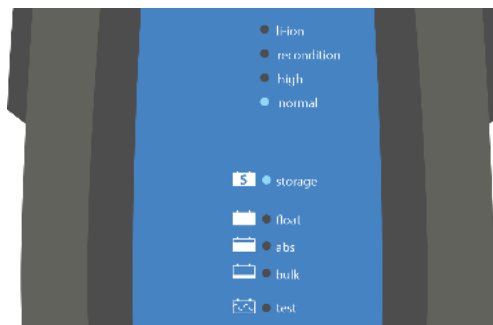 li-ion
recondition
high
normal
S storage
float
abs
bulk
test